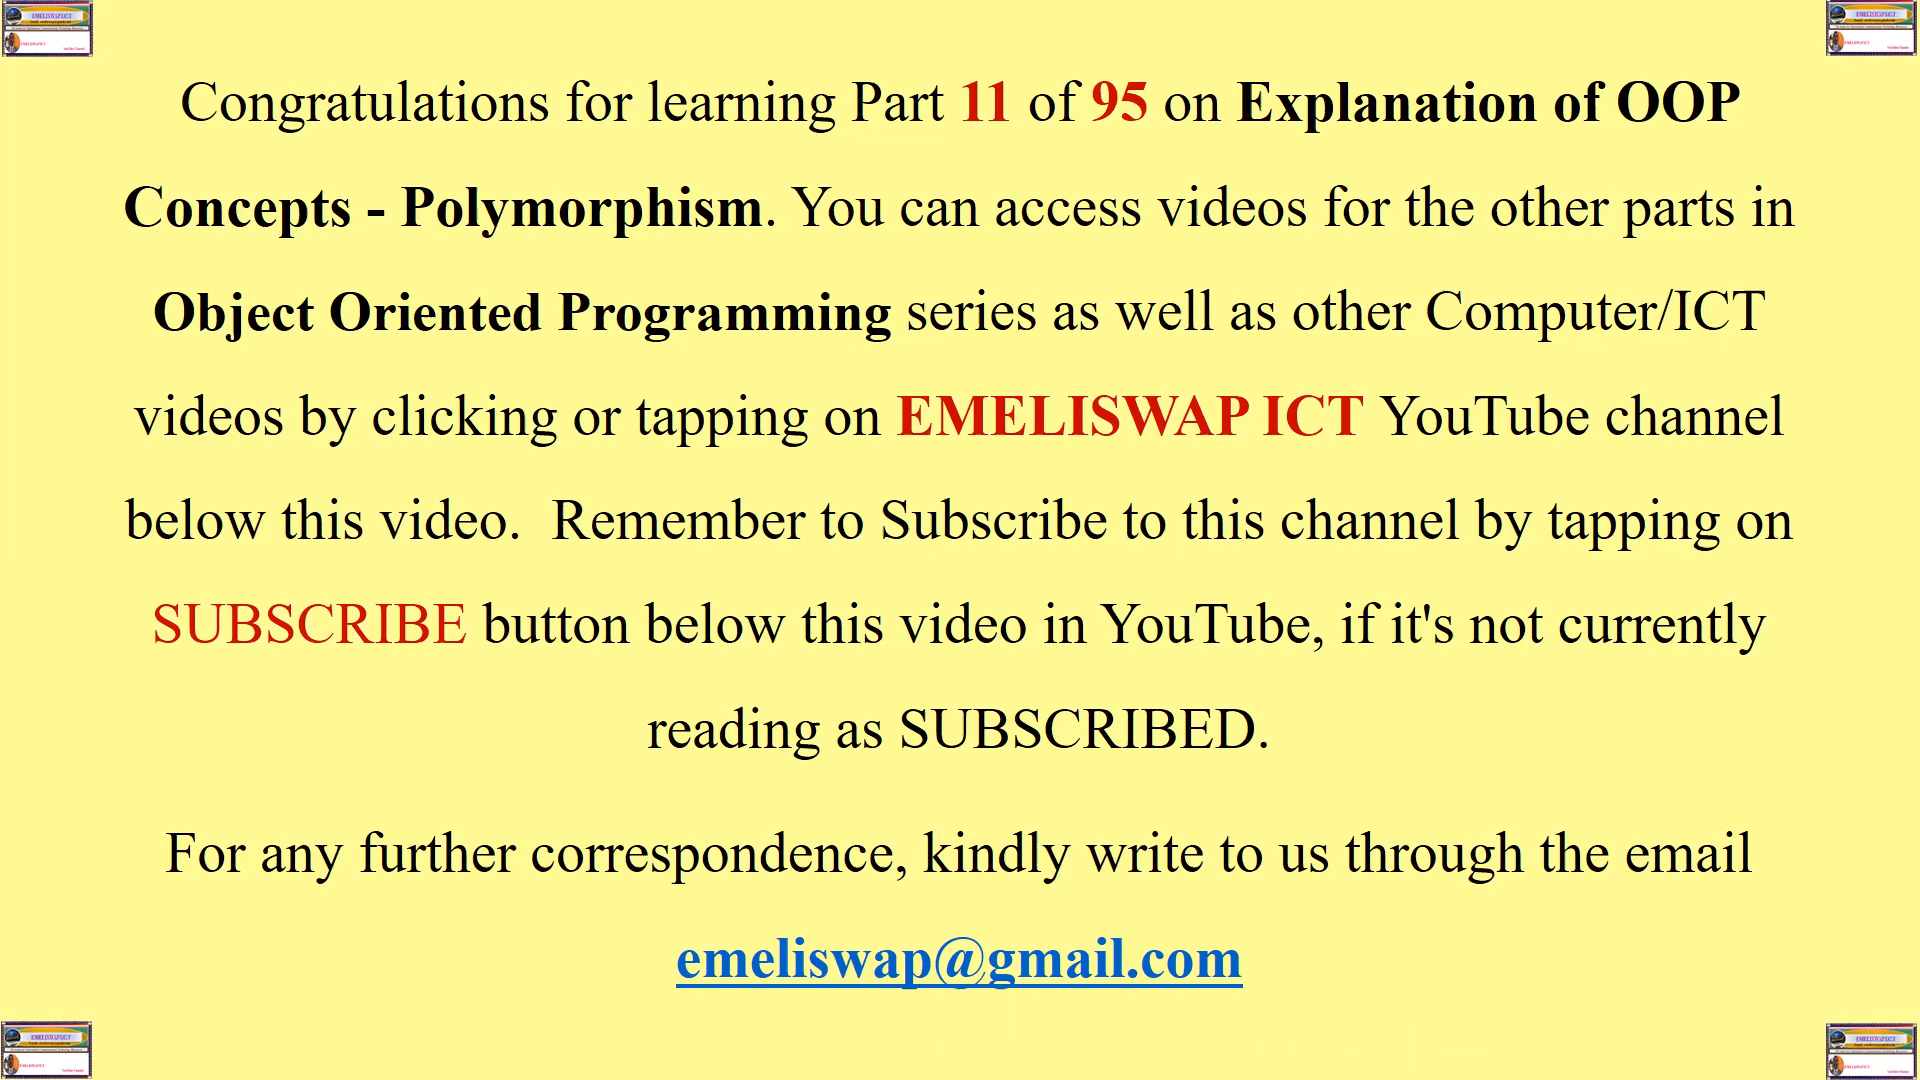 Congratulations for learning Part 11 of 95 on Explanation of OOP
Concepts - Polymorphism. You can access videos for the other parts in
Object Oriented Programming series as well as other Computer/ICT
videos by clicking or tapping on EMELISWAP ICT YouTube channel
below this video.  Remember to Subscribe to this channel by tapping on
SUBSCRIBE button below this video in YouTube, if it's not currently
reading as SUBSCRIBED.
For any further correspondence, kindly write to us through the email
emeliswap@gmail.com